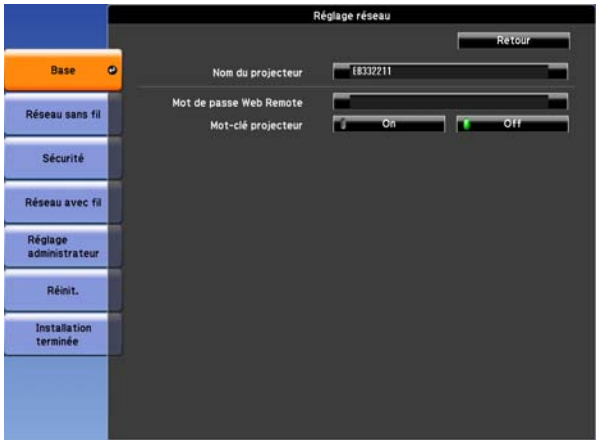 Réglage réseau
Retour
Base
Nom du projecteur
EB332211
Réseau sans fil
Mot de passe Web Remote
Mot-clé projecteur
On
Off
Sécurité
Réseau avec fil
Réglage
administrateur
Réinit.
Installation
terminée